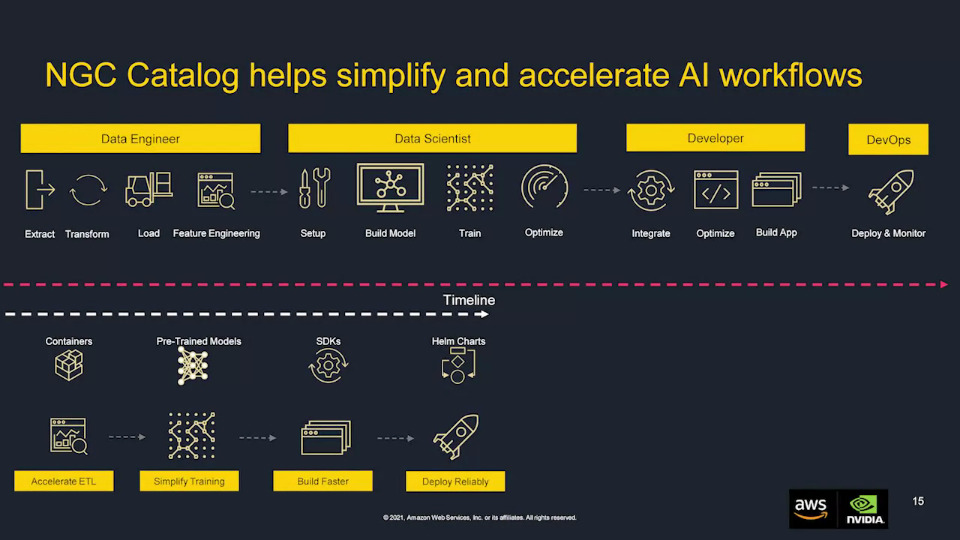 NGC Catalog helps simplify and accelerate AI workflows
Data Engineer
Data Scientist
Developer
DevOps
Extract
Transform
Load
Feature Engineering
Setup
Build Model
Train
Optimize
Integrate
Optimize
Build App
Deploy & Monitor
Timeline
Containers
Pre-Trained Models
SDKs
Helm Charts
Accelerate ETL
Simplify Training
Build Faster
Deploy Reliably
© 2021, Amazon Web Services, Inc. or its affiliates. All rights reserved.
aws
NVIDIA.
15